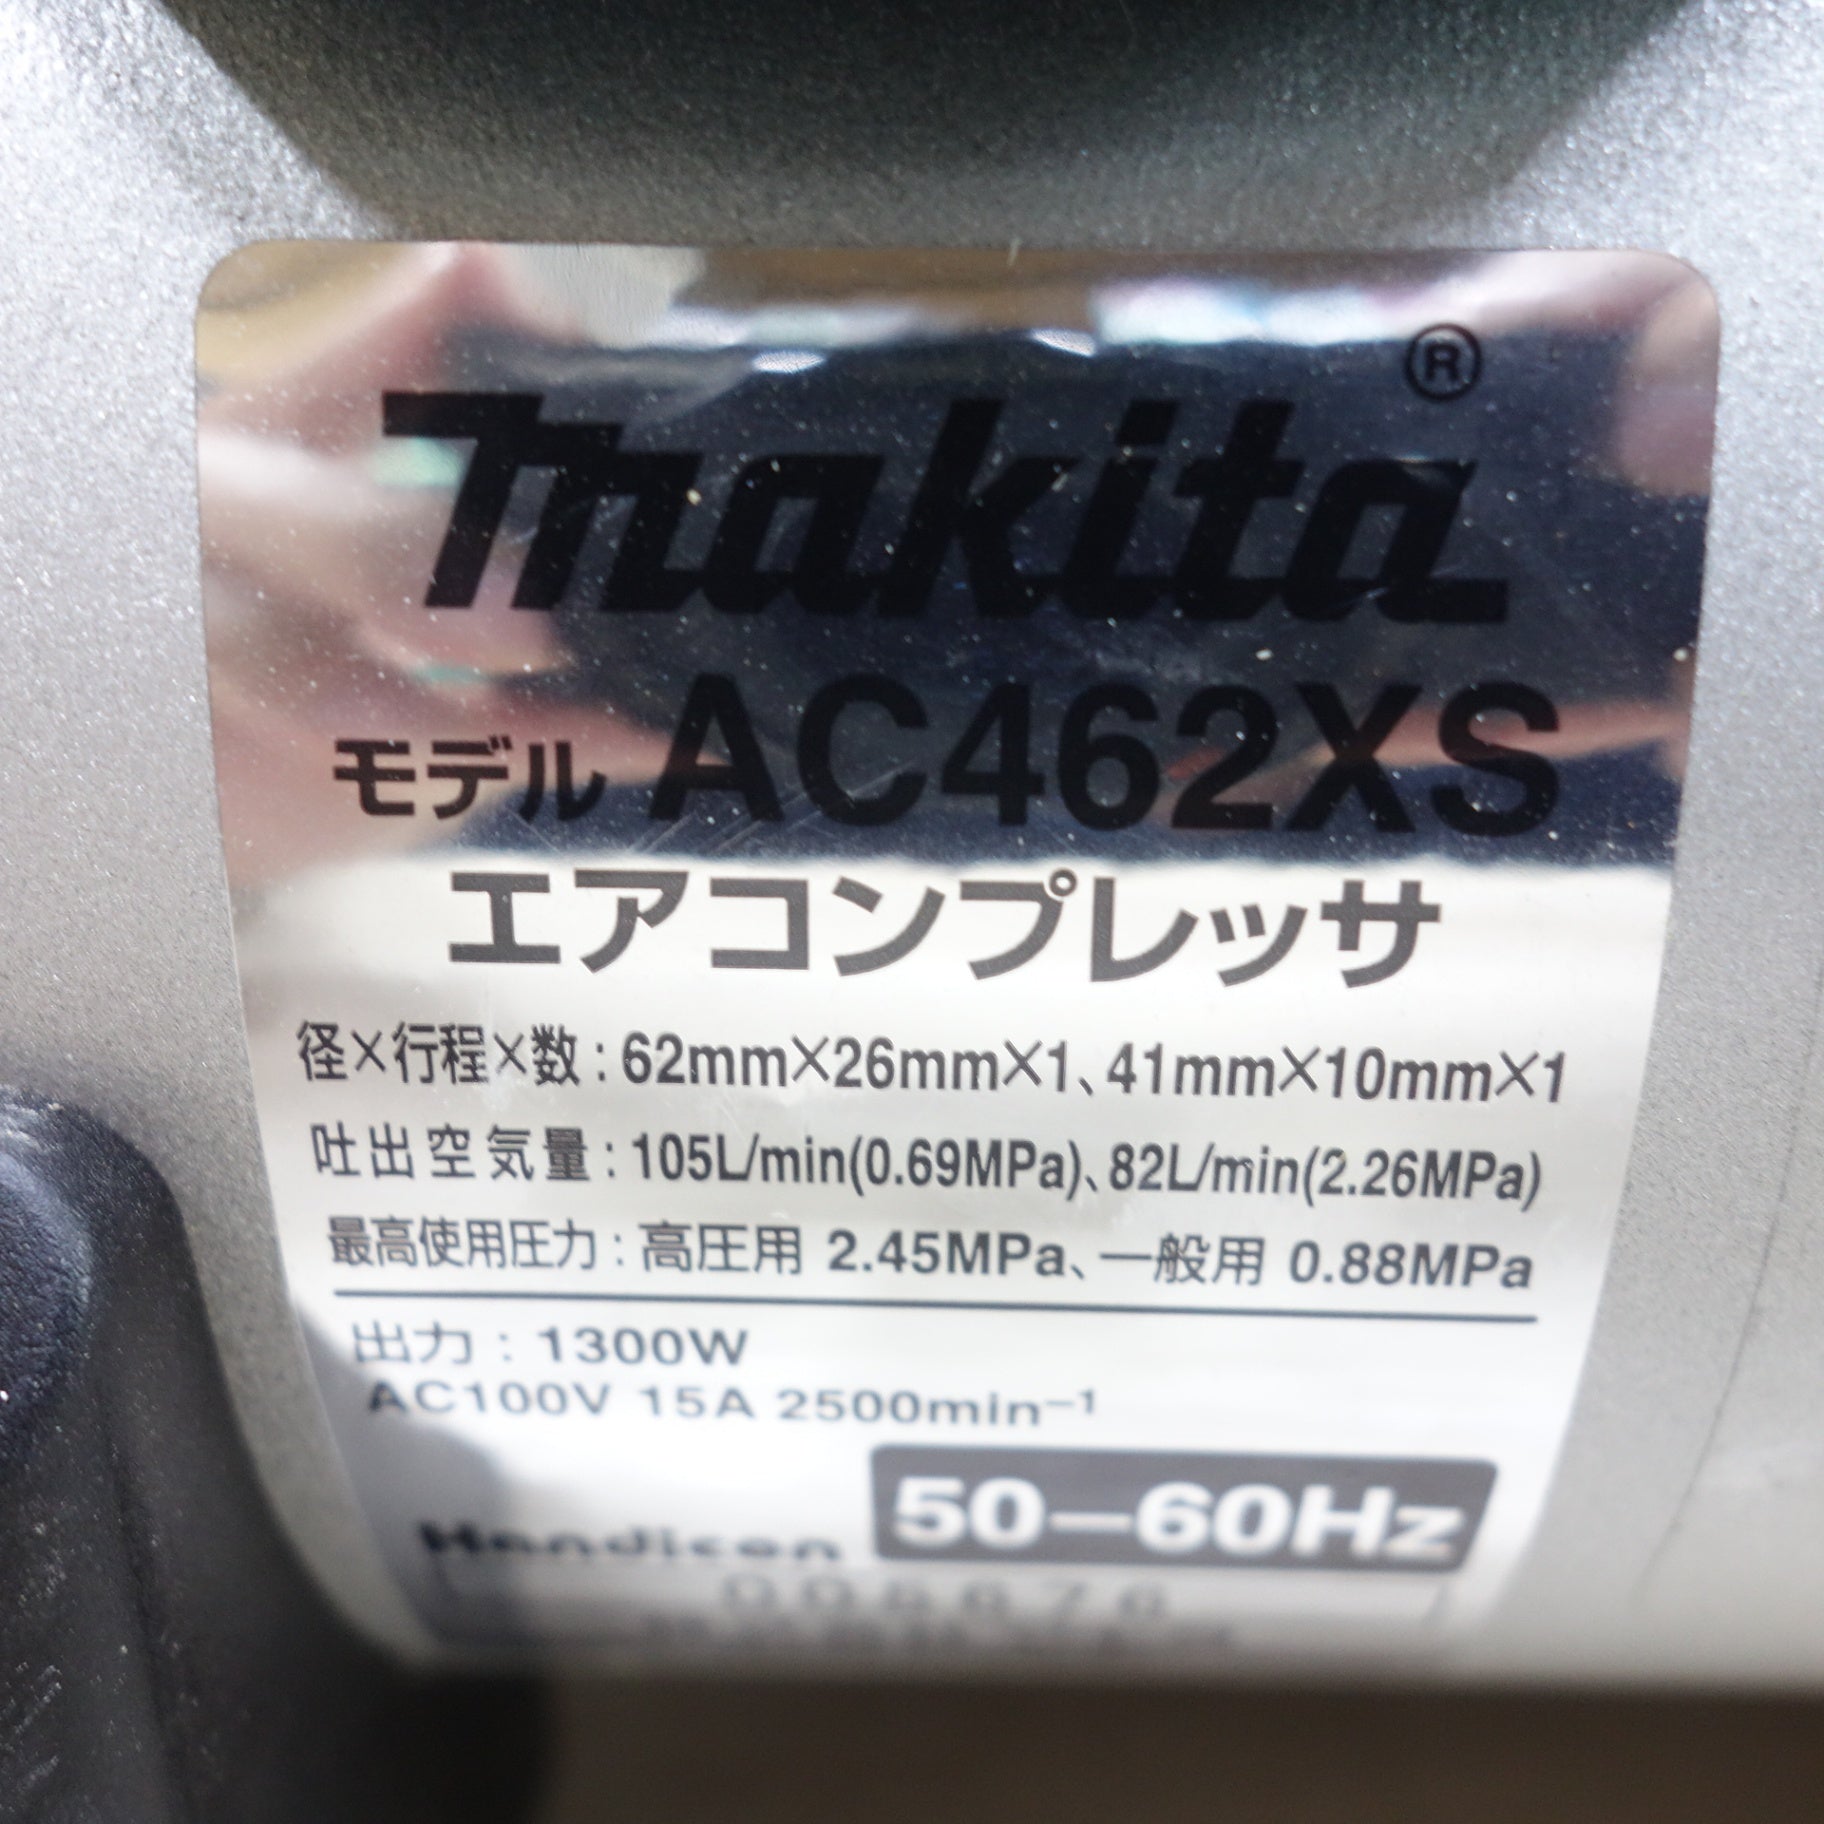 makita®
モデル AC462XS
エアコンプレッサ
径×行程×数:62mm×26mm×1、41mm×10mm×1
吐出空気量:105L/min(0.69MPa)、82L/min(2.26MPa)
最高使用圧力:高圧用 2.45MPa、一般用 0.88MPa
出力:1300W
AC100V 15A 2500min⁻¹
50–60Hz